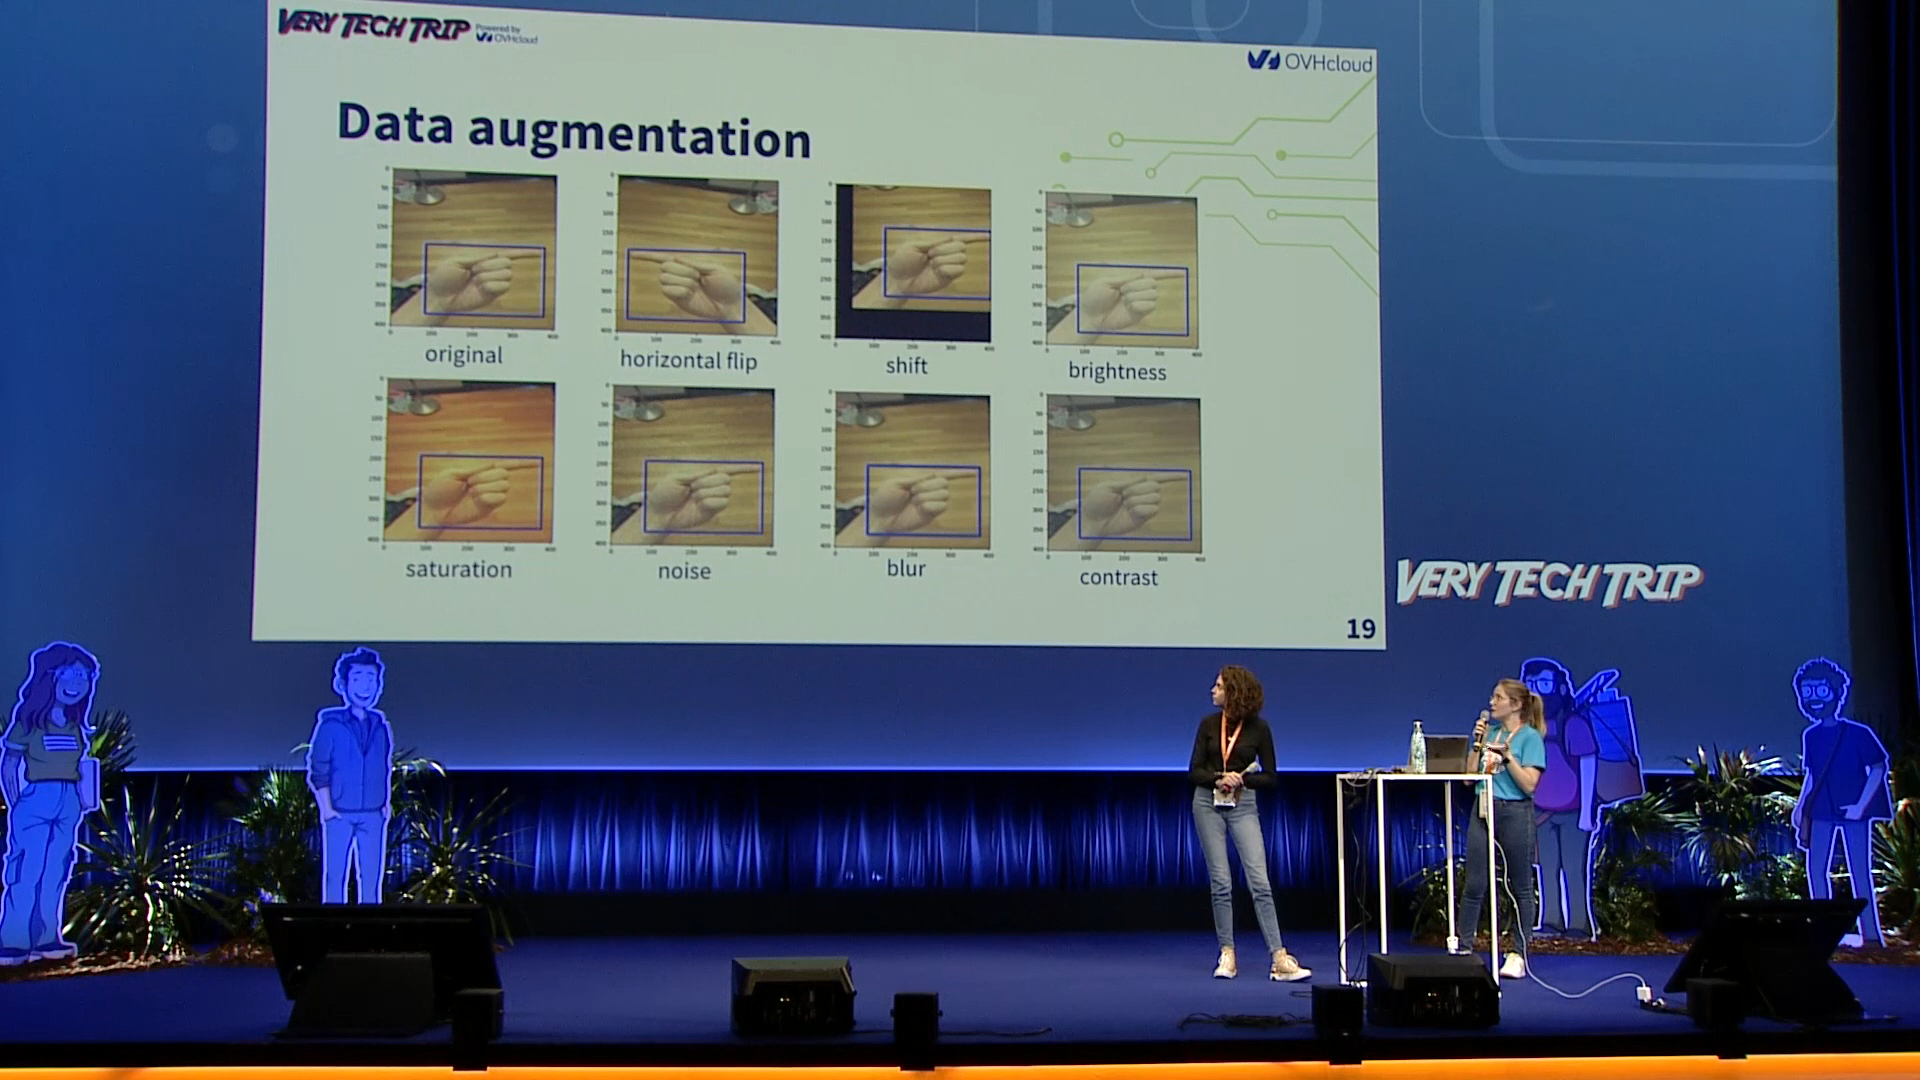 VERY TECH TRIP
Powered by
OVHcloud
OVHcloud
Data augmentation
original
horizontal flip
shift
brightness
saturation
noise
blur
contrast
19
VERY TECH TRIP